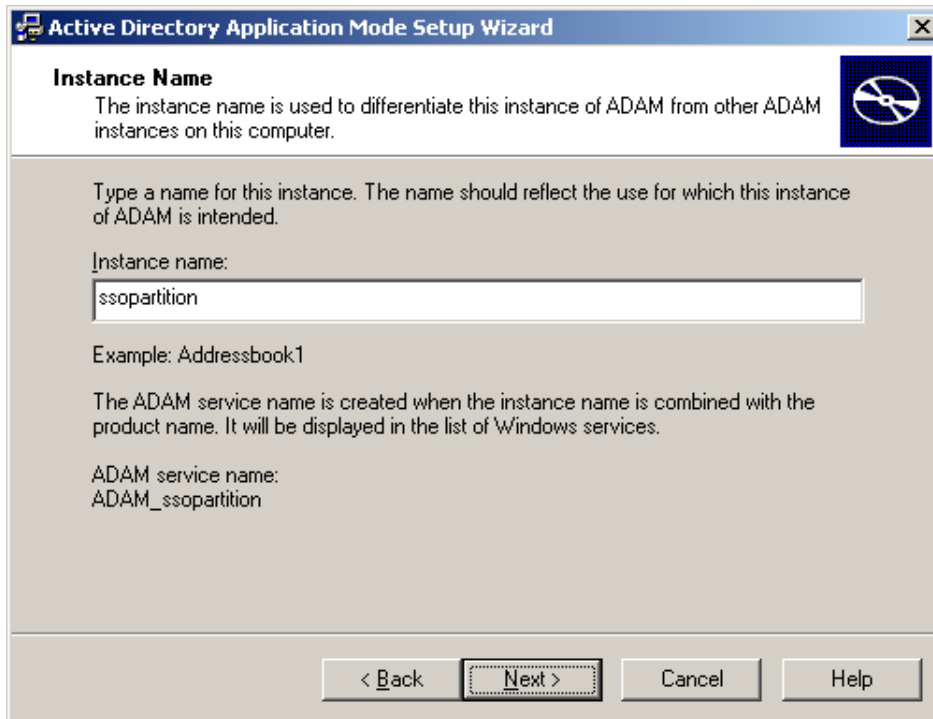 Active Directory Application Mode Setup Wizard
Instance Name
The instance name is used to differentiate this instance of ADAM from other ADAM
instances on this computer.
Type a name for this instance. The name should reflect the use for which this instance
of ADAM is intended.
Instance name:
ssopartition
Example: Addressbook1
The ADAM service name is created when the instance name is combined with the
product name. It will be displayed in the list of Windows services.
ADAM service name:
ADAM_ssopartition
< Back Next > Cancel Help